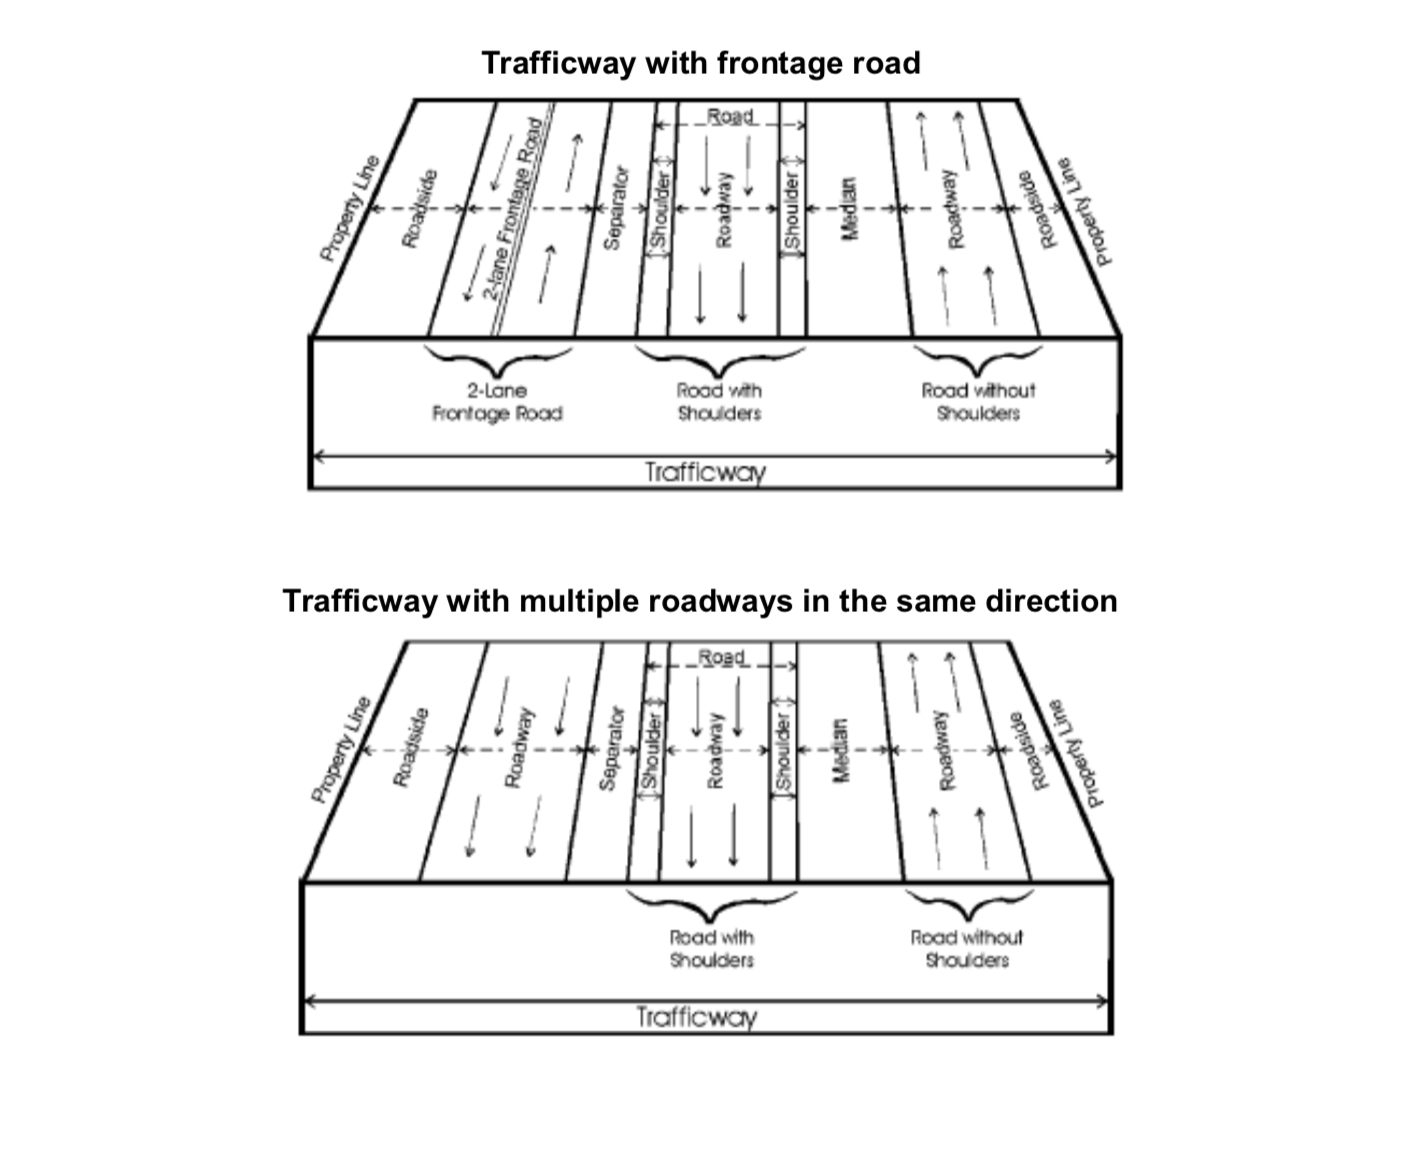 Trafficway with frontage road
Road
Property Line
Roadside
2-lane Frontage Road
Separator
Shoulder
Roadway
Shoulder
Median
Roadway
Roadside
Property Line
2-Lane
Frontage Road
Road with
Shoulders
Road without
Shoulders
Trafficway
Trafficway with multiple roadways in the same direction
Road
Property Line
Roadside
Roadway
Separator
Shoulder
Roadway
Shoulder
Median
Roadway
Roadside
Property Line
Road with
Shoulders
Road without
Shoulders
Trafficway